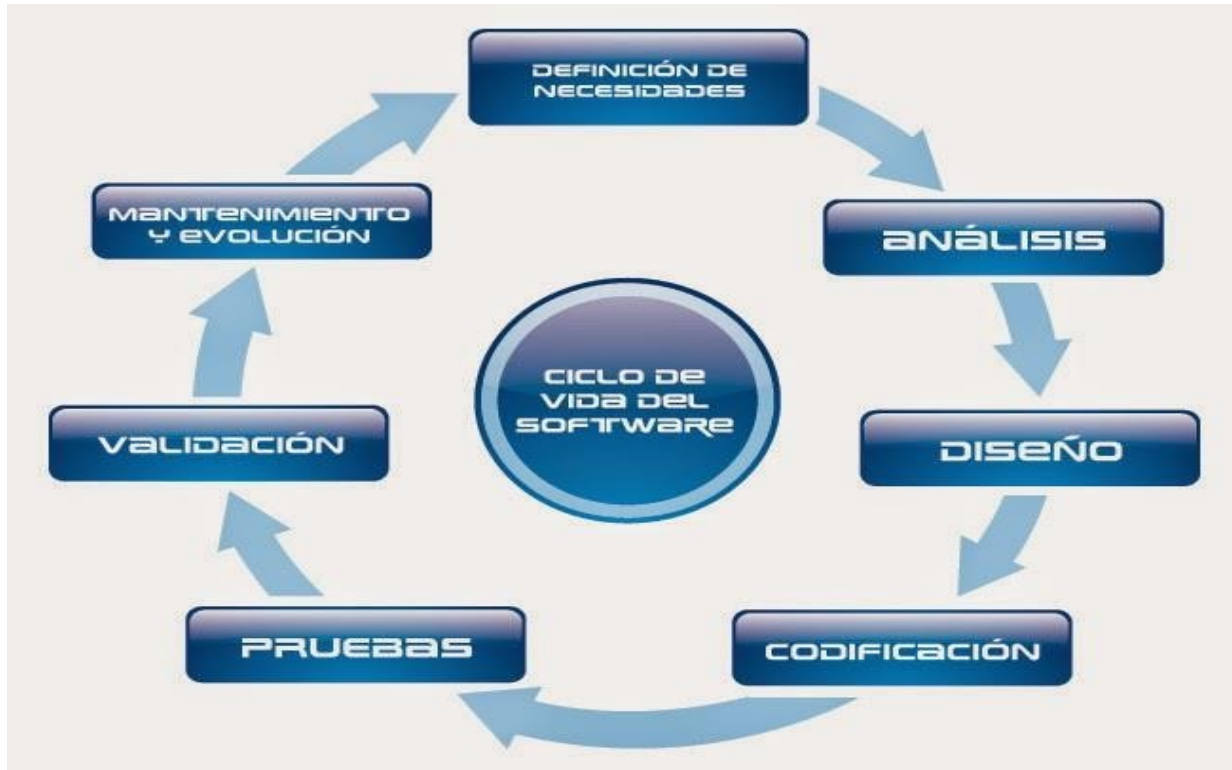 DEFINICIÓN DE
NECESIDADES
ANÁLISIS
DISEÑO
CODIFICACIÓN
PRUEBAS
VALIDACIÓN
MANTENIMIENTO
Y EVOLUCIÓN
CICLO DE
VIDA DEL
SOFTWARE